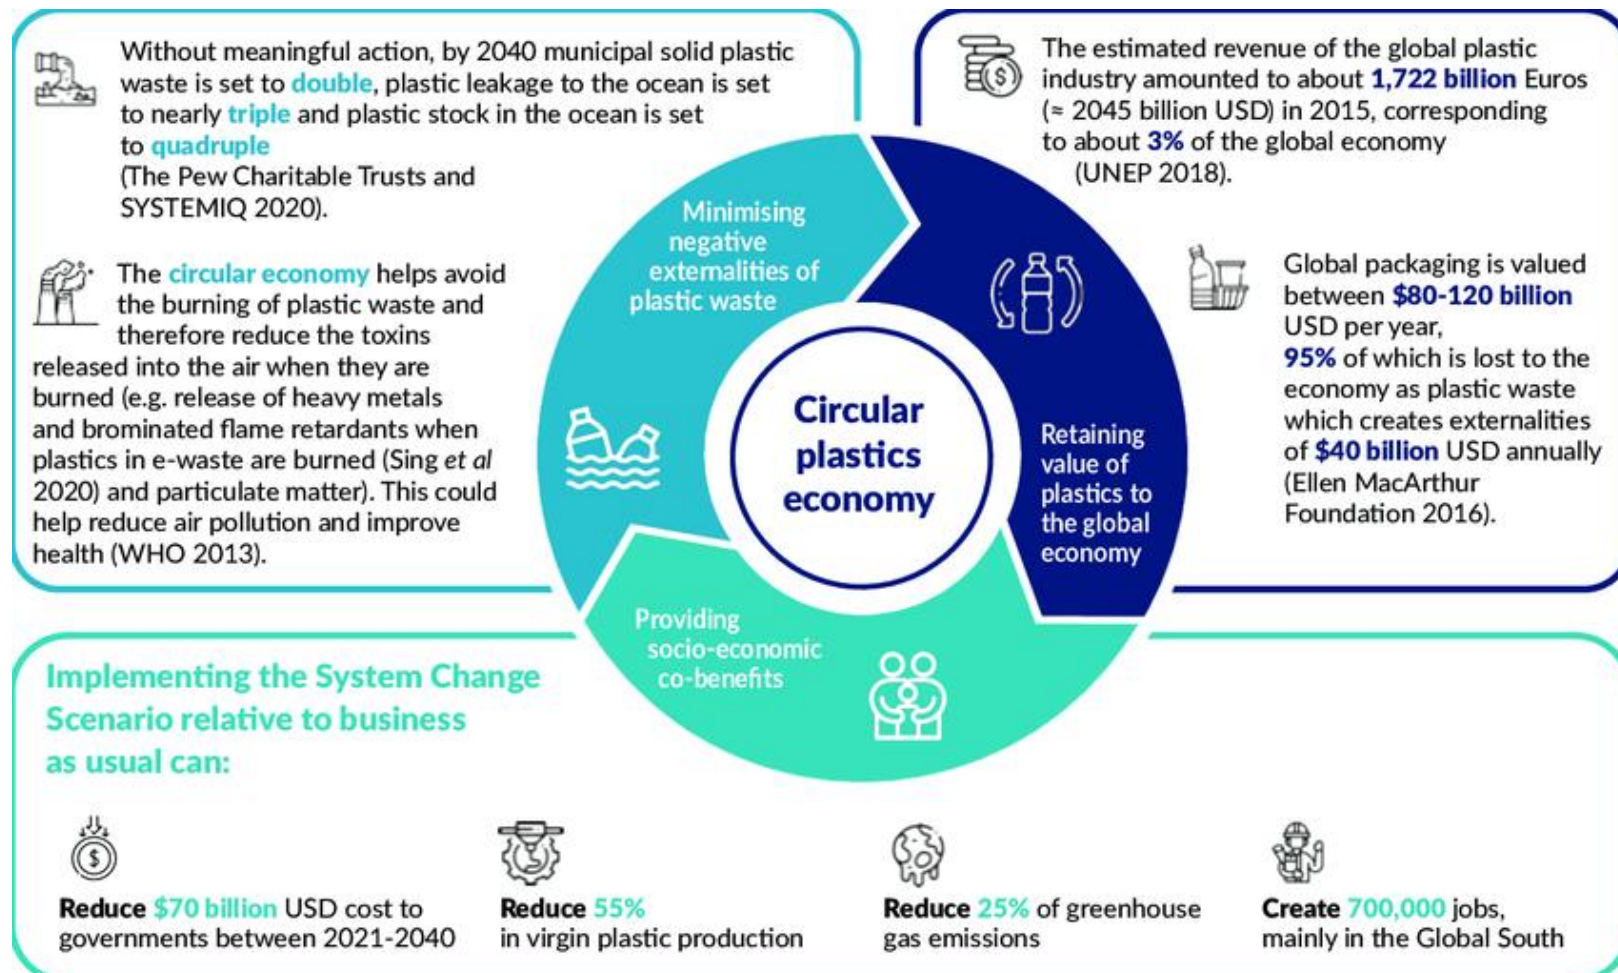 Without meaningful action, by 2040 municipal solid plastic
waste is set to double, plastic leakage to the ocean is set
to nearly triple and plastic stock in the ocean is set
to quadruple
(The Pew Charitable Trusts and
SYSTEMIQ 2020).
The circular economy helps avoid
the burning of plastic waste and
therefore reduce the toxins
released into the air when they are
burned (e.g. release of heavy metals
and brominated flame retardants when
plastics in e-waste are burned (Sing et al
2020) and particulate matter). This could
help reduce air pollution and improve
health (WHO 2013).
The estimated revenue of the global plastic
industry amounted to about 1,722 billion Euros
(≈ 2045 billion USD) in 2015, corresponding
to about 3% of the global economy
(UNEP 2018).
Global packaging is valued
between $80-120 billion
USD per year,
95% of which is lost to the
economy as plastic waste
which creates externalities
of $40 billion USD annually
(Ellen MacArthur
Foundation 2016).
Minimising
negative
externalities of
plastic waste
Circular
plastics
economy
Retaining
value of
plastics to
the global
economy
Providing
socio-economic
co-benefits
Implementing the System Change
Scenario relative to business
as usual can:
Reduce $70 billion USD cost to
governments between 2021-2040
Reduce 55%
in virgin plastic production
Reduce 25% of greenhouse
gas emissions
Create 700,000 jobs,
mainly in the Global South